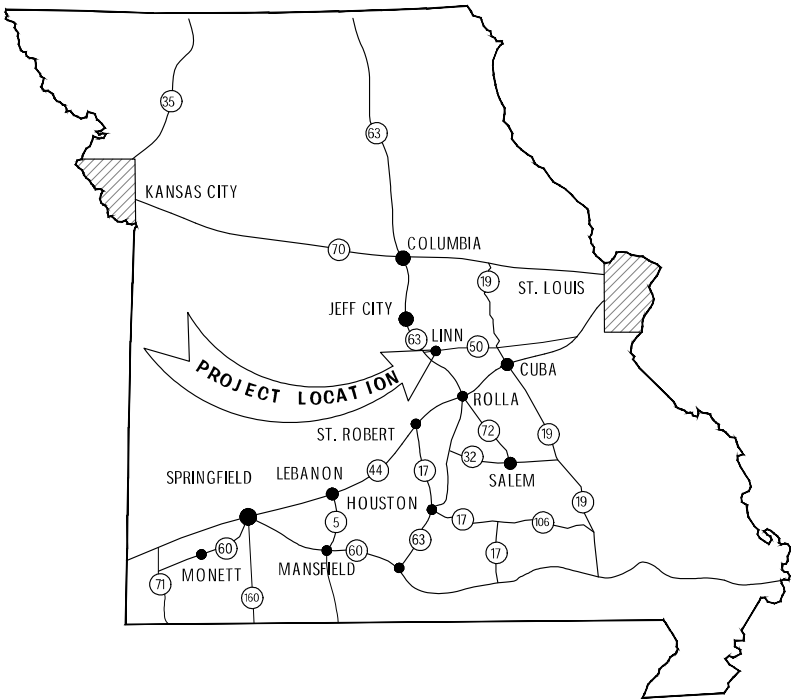 35
63
KANSAS CITY
COLUMBIA
70
19
ST. LOUIS
JEFF CITY
63
LINN
50
PROJECT LOCATION
CUBA
ROLLA
ST. ROBERT
72
19
32
44
17
SALEM
LEBANON
SPRINGFIELD
HOUSTON
19
5
17
106
63
60
60
17
MONETT
MANSFIELD
71
160